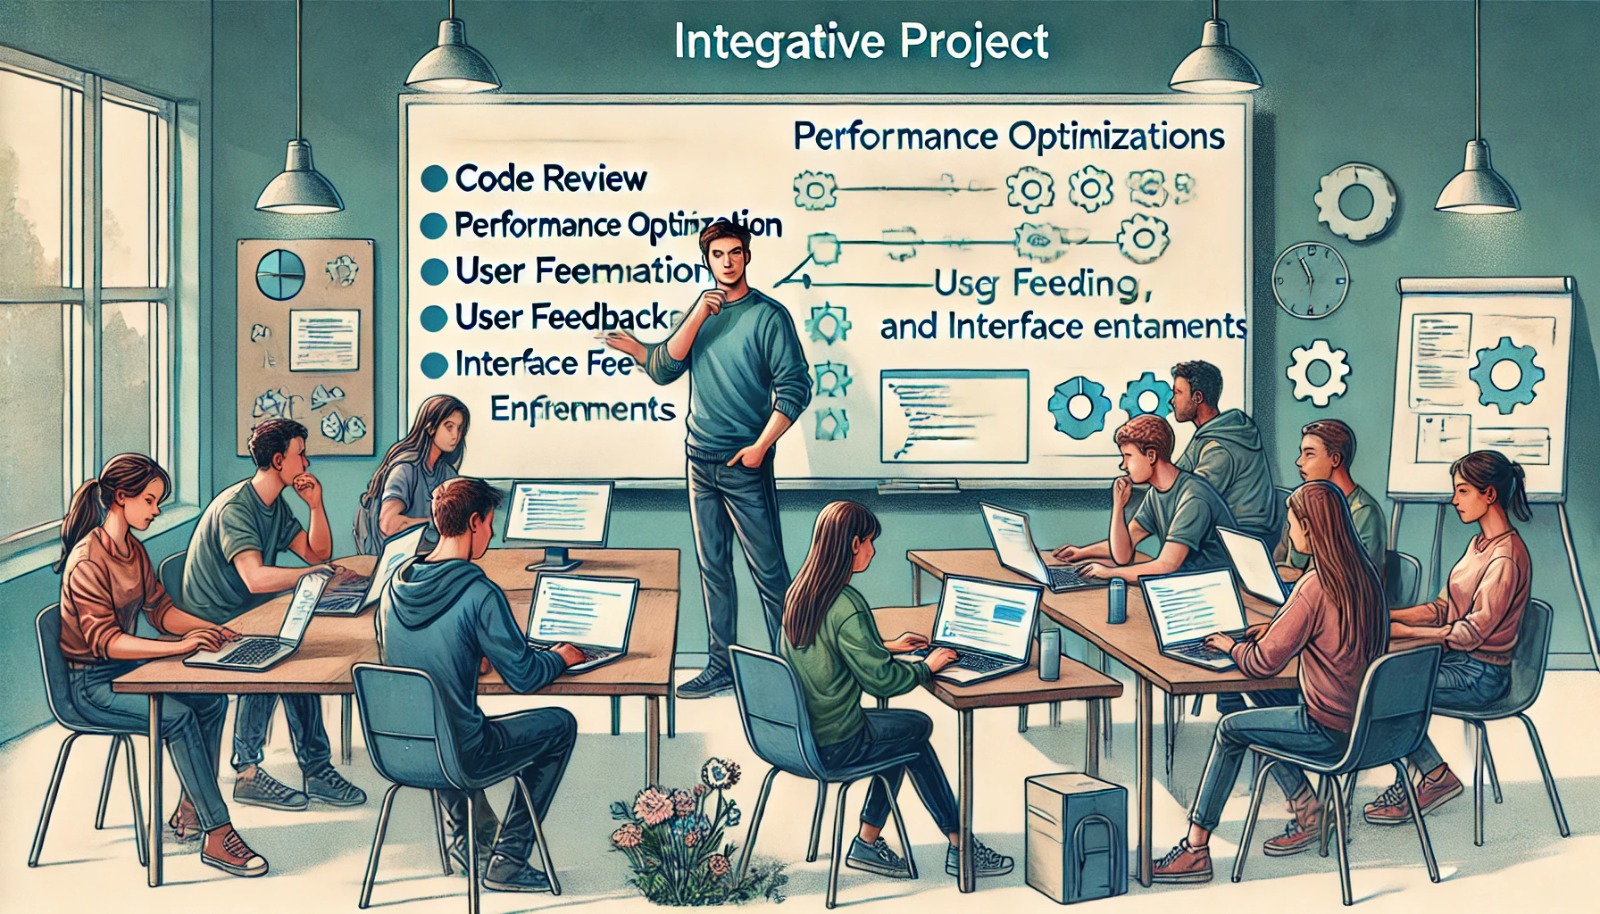 Integative Project
Code Review
Performance Optimization
User Feemation
User Feedback
Interface Fee
Enfrenments
Performance Optimizations
Usg Feeding,
and Interface entaments